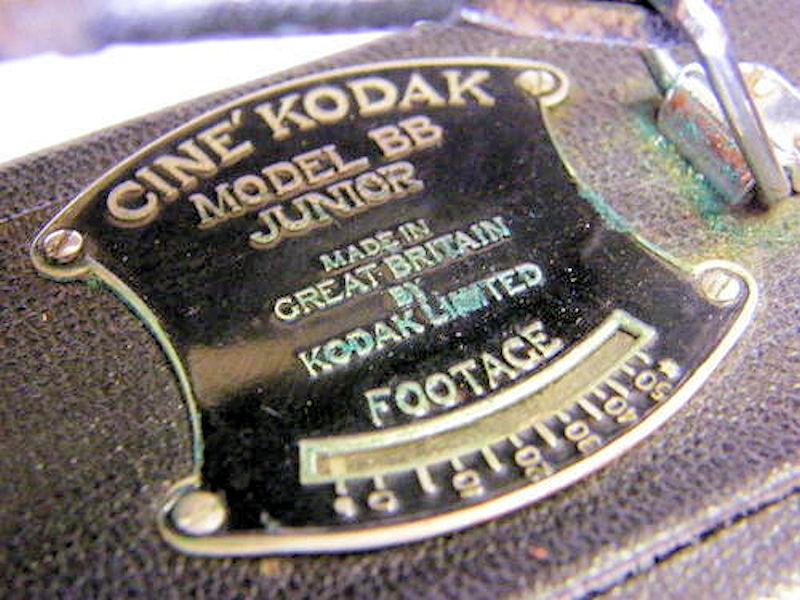 CINÉ KODAK
MODEL BB
JUNIOR
MADE IN
GREAT BRITAIN
BY
KODAK LIMITED
FOOTAGE
0 10 20 30 40 50